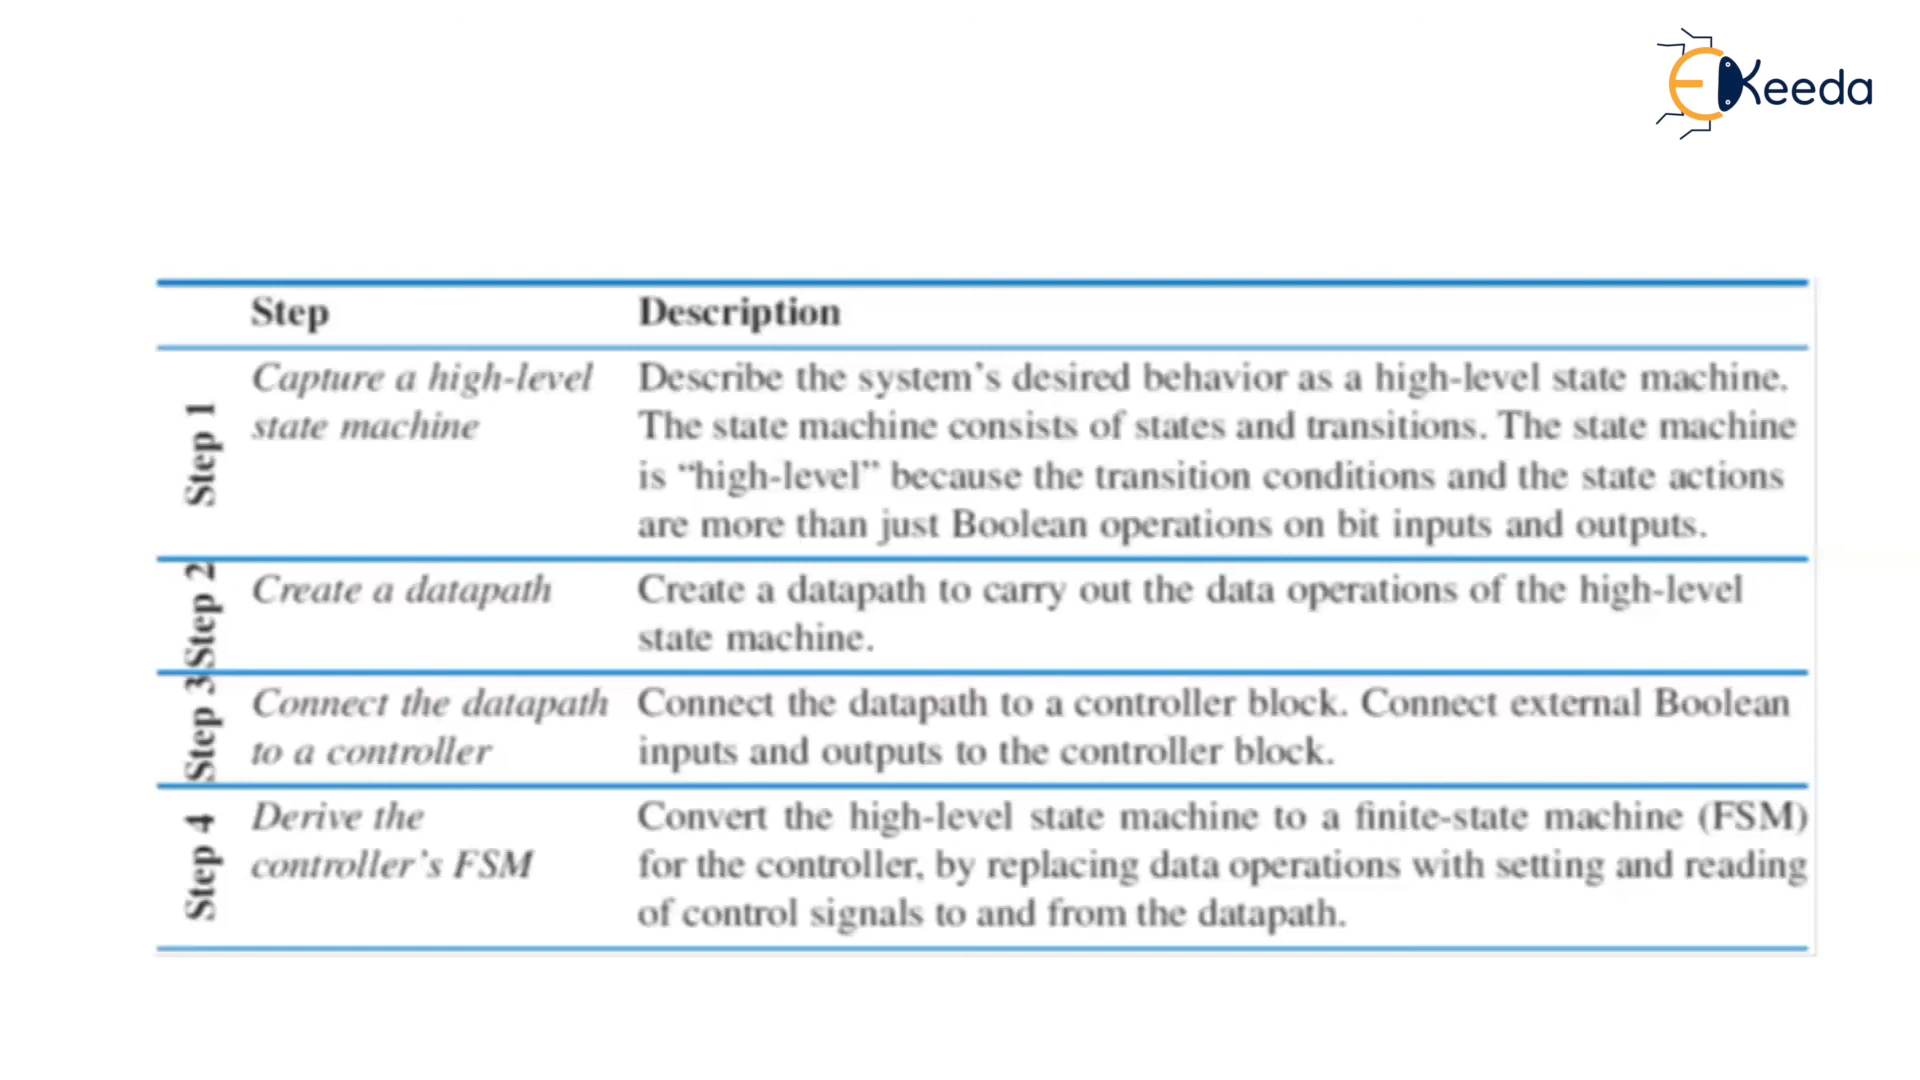 EKeeda
Step Description
Step 1
Capture a high-level
state machine
Describe the system's desired behavior as a high-level state machine.
The state machine consists of states and transitions. The state machine
is “high-level” because the transition conditions and the state actions
are more than just Boolean operations on bit inputs and outputs.
Step 2
Create a datapath
Create a datapath to carry out the data operations of the high-level
state machine.
Step 3
Connect the datapath
to a controller
Connect the datapath to a controller block. Connect external Boolean
inputs and outputs to the controller block.
Step 4
Derive the
controller's FSM
Convert the high-level state machine to a finite-state machine (FSM)
for the controller, by replacing data operations with setting and reading
of control signals to and from the datapath.